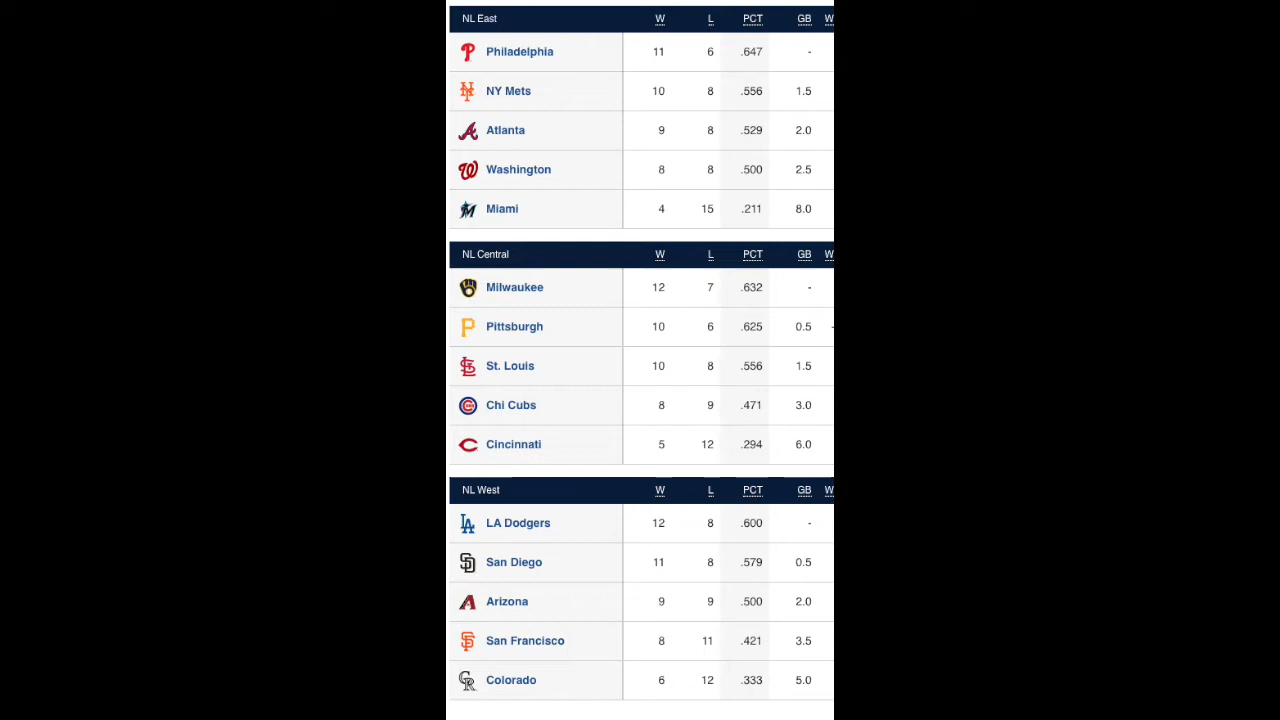 NL East W L PCT GB W
Philadelphia 11 6 .647 -
NY Mets 10 8 .556 1.5
Atlanta 9 8 .529 2.0
Washington 8 8 .500 2.5
Miami 4 15 .211 8.0
NL Central W L PCT GB W
Milwaukee 12 7 .632 -
Pittsburgh 10 6 .625 0.5 -
St. Louis 10 8 .556 1.5
Chi Cubs 8 9 .471 3.0
Cincinnati 5 12 .294 6.0
NL West W L PCT GB W
LA Dodgers 12 8 .600 -
San Diego 11 8 .579 0.5
Arizona 9 9 .500 2.0
San Francisco 8 11 .421 3.5
Colorado 6 12 .333 5.0